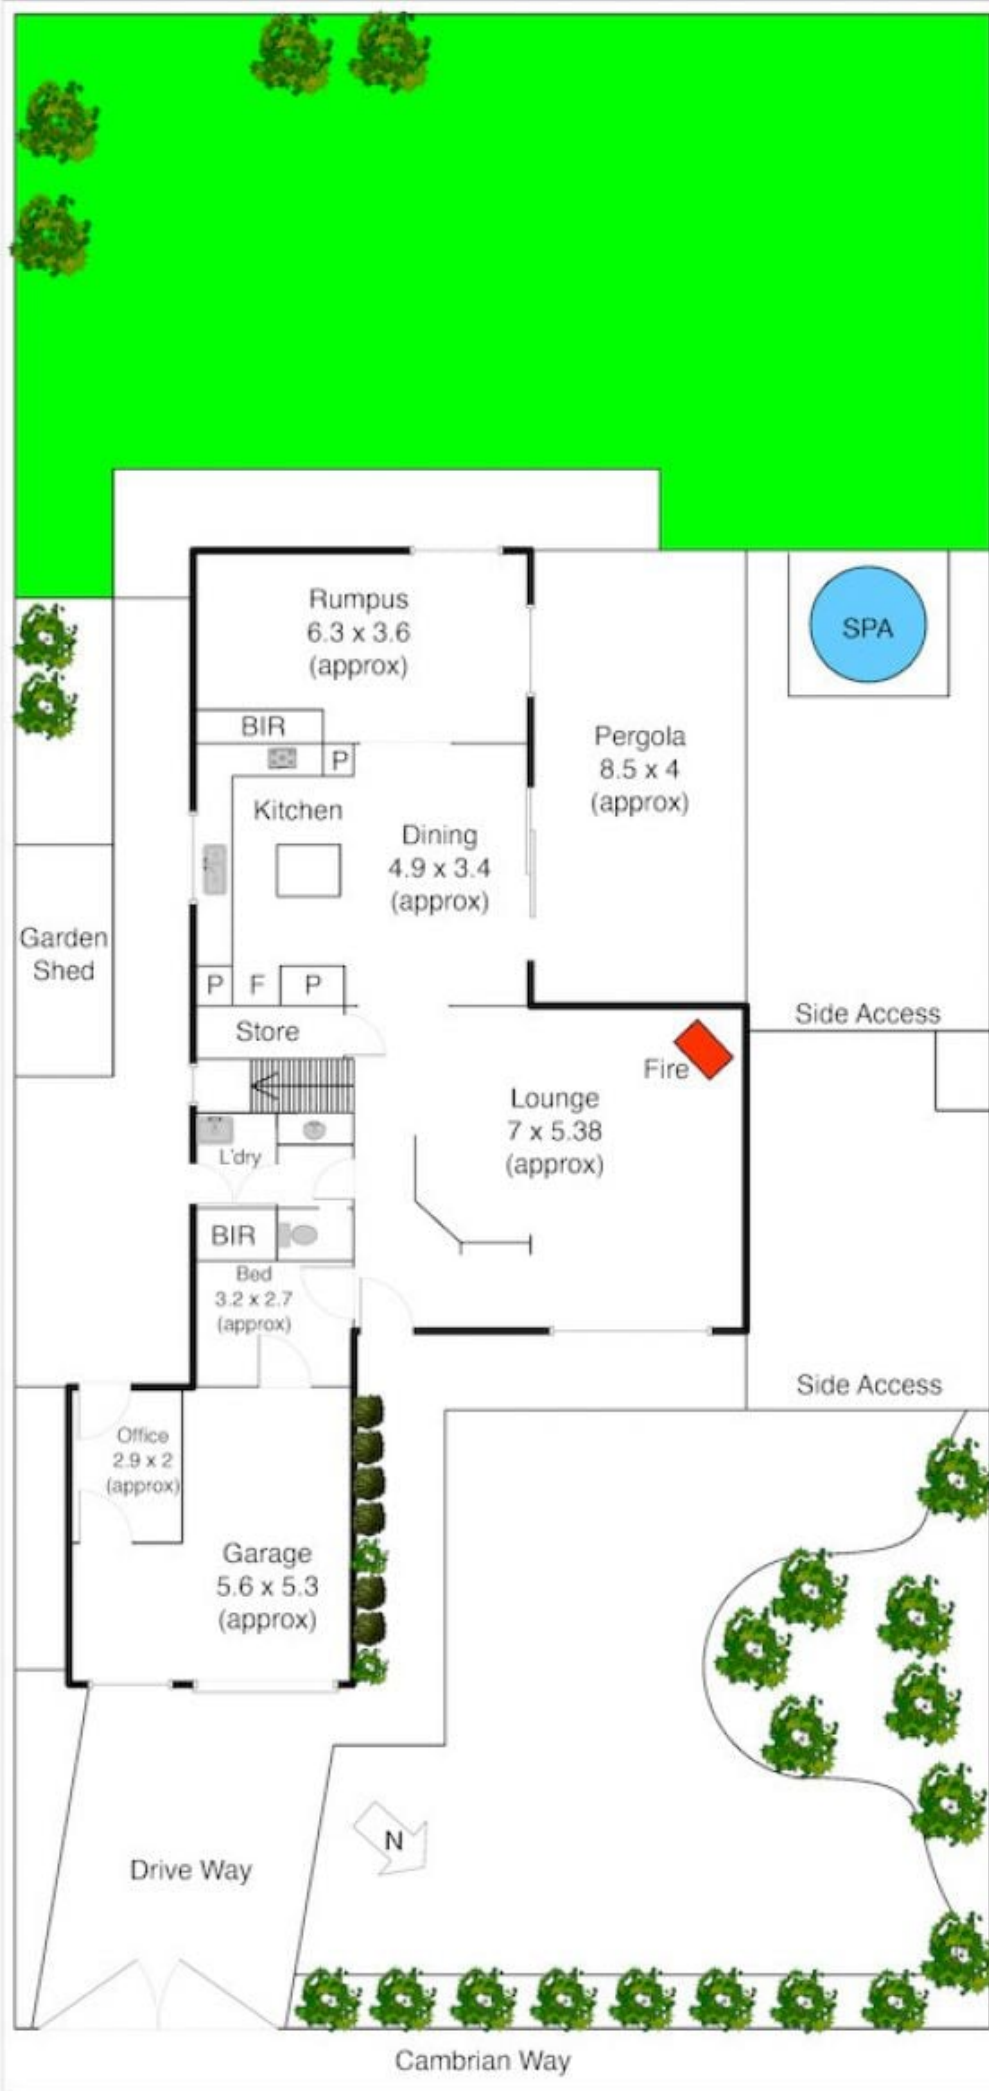 Rumpus
6.3 x 3.6
(approx)
SPA
BIR
P
Pergola
8.5 x 4
(approx)
Kitchen
Dining
4.9 x 3.4
(approx)
Garden
Shed
P
F
P
Store
Side Access
Fire
Lounge
7 x 5.38
(approx)
L'dry
BIR
Bed
3.2 x 2.7
(approx)
Side Access
Office
2.9 x 2
(approx)
Garage
5.6 x 5.3
(approx)
N
Drive Way
Cambrian Way